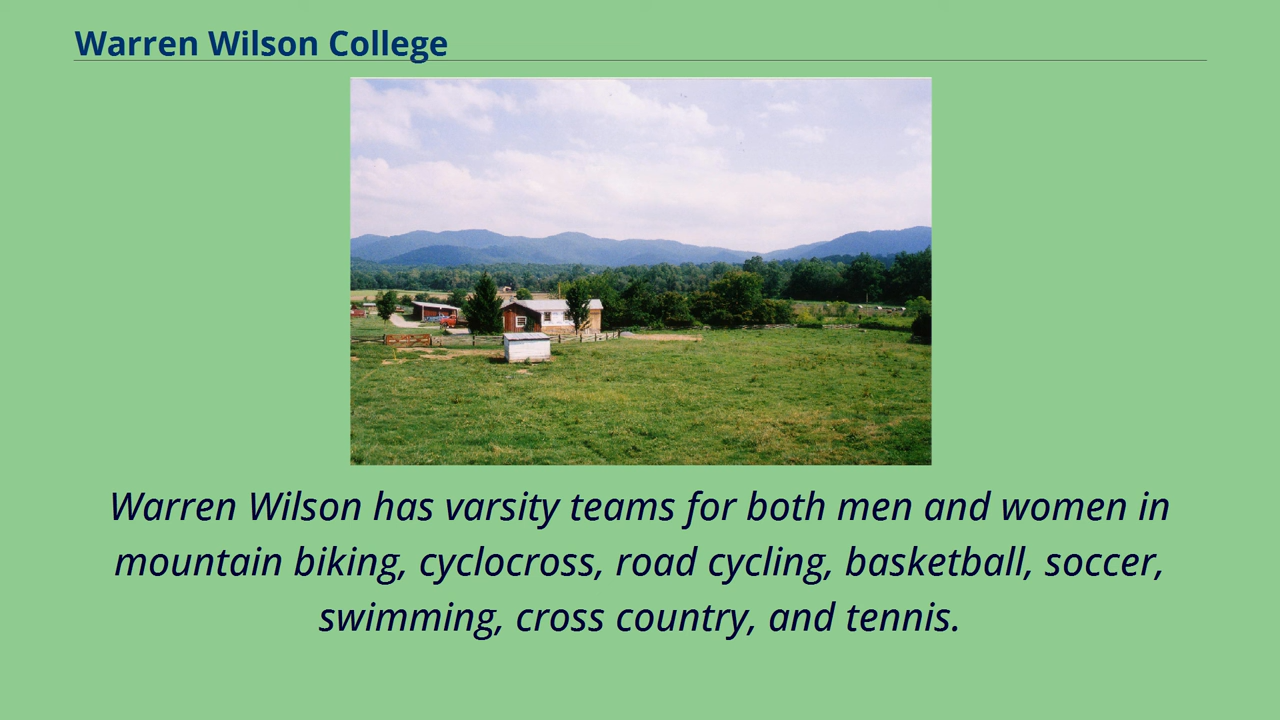 Warren Wilson College
Warren Wilson has varsity teams for both men and women in
mountain biking, cyclocross, road cycling, basketball, soccer,
swimming, cross country, and tennis.